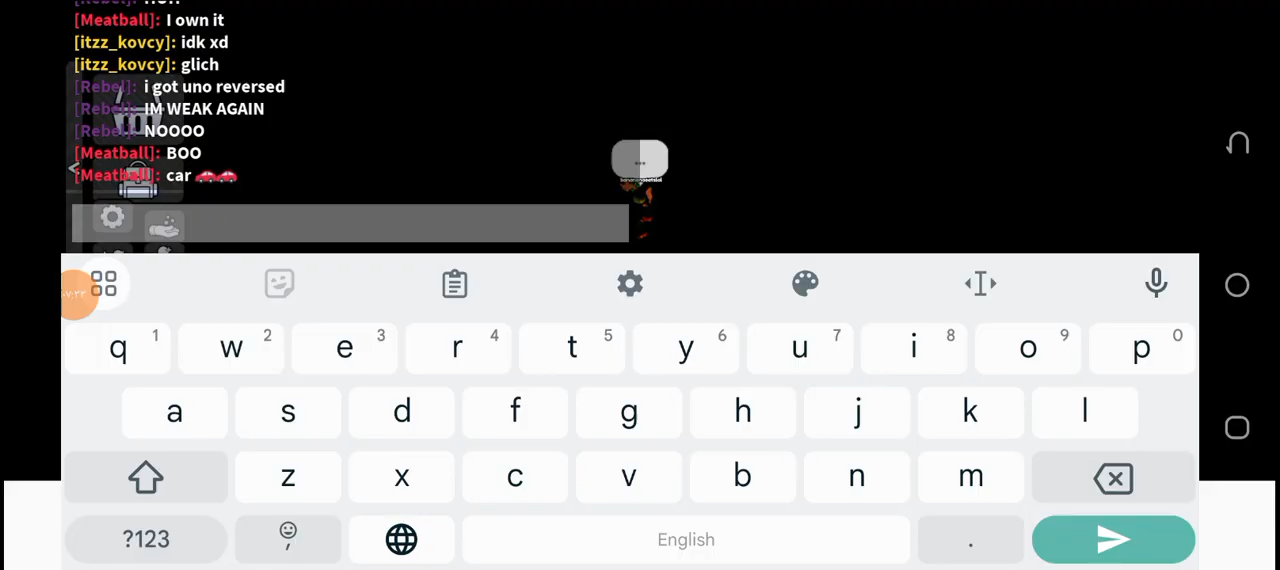 [Meatball]: I own it
[itzz_kovcy]: idk xd
[itzz_kovcy]: glich
[Rebel]: i got uno reversed
[Rebel]: IM WEAK AGAIN
[Rebel]: NOOOO
[Meatball]: BOO
[Meatball]: car 🚗🚗
...
q 1 w 2 e 3 r 4 t 5 y 6 u 7 i 8 o 9 p 0
a s d f g h j k l
z x c v b n m
?123 , English .